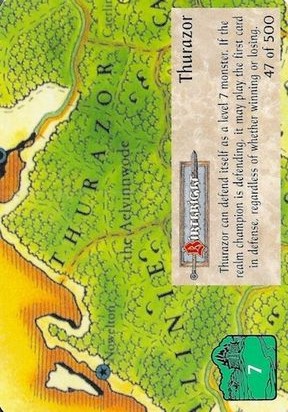 Thurazor
BIRTHRIGHT
Thurazor can defend itself as a level 7 monster. If the
realm champion is defending, it may play the first card
in defense, regardless of whether winning or losing.
47 of 500
7
THURAZOR
the Aelvinnwode
TINIE